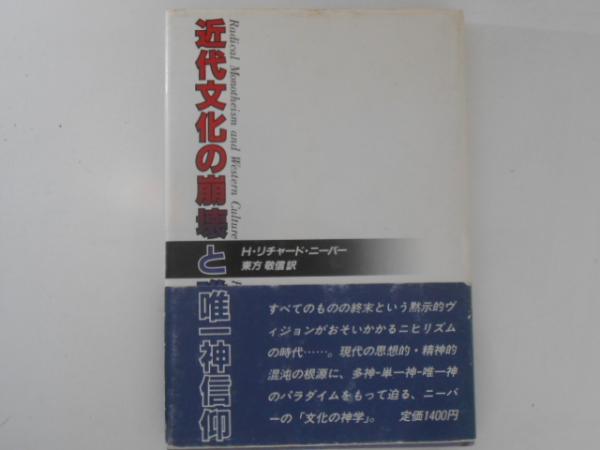 近代文化の崩壊と唯一神信仰
Radical Monotheism and Western Culture
H・リチャード・ニーバー
東方 敬信 訳
すべてのものの終末という黙示的ヴ
ィジョンがおそいかかるニヒリズム
の時代……。現代の思想的・精神的
混沌の根源に、多神−単一神−唯一神
のパラダイムをもって迫る、ニーバ
ーの「文化の神学」。 定価1400円